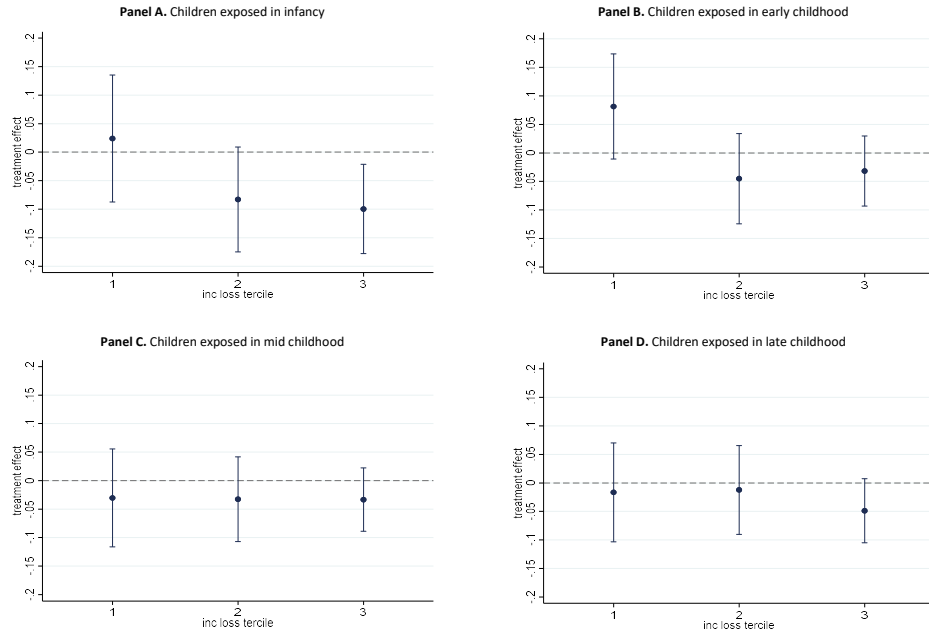 Panel A. Children exposed in infancy
treatment effect
.2
.15
.1
.05
0
-.05
-.1
-.15
-.2
1 2 3
inc loss tercile
Panel B. Children exposed in early childhood
treatment effect
.2
.15
.1
.05
0
-.05
-.1
-.15
-.2
1 2 3
inc loss tercile
Panel C. Children exposed in mid childhood
treatment effect
.2
.15
.1
.05
0
-.05
-.1
-.15
-.2
1 2 3
inc loss tercile
Panel D. Children exposed in late childhood
treatment effect
.2
.15
.1
.05
0
-.05
-.1
-.15
-.2
1 2 3
inc loss tercile